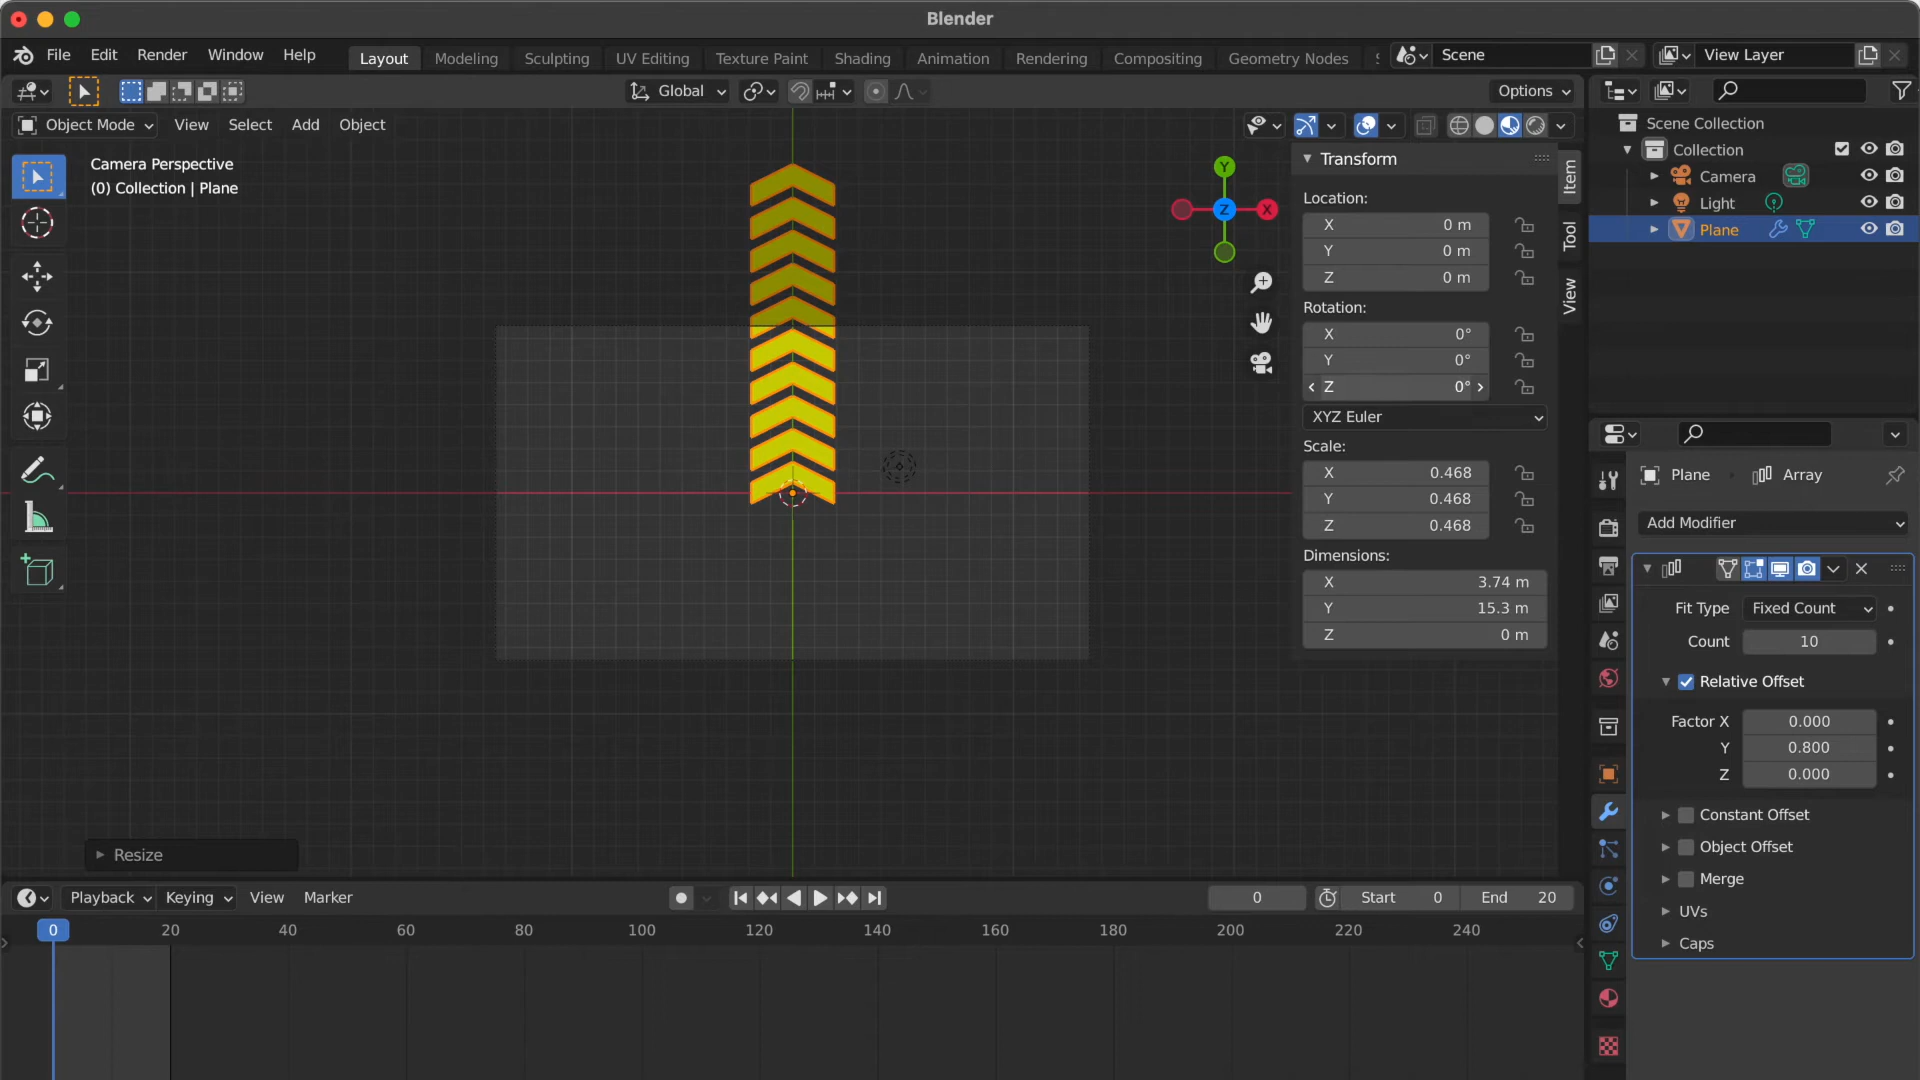 Blender
File Edit Render Window Help Layout Modeling Sculpting UV Editing Texture Paint Shading Animation Rendering Compositing Geometry Nodes Scene View Layer
Global Options
Object Mode View Select Add Object
Camera Perspective
(0) Collection | Plane
Y
Z X
Transform
Location:
X 0 m
Y 0 m
Z 0 m
Rotation:
X 0°
Y 0°
Z 0°
XYZ Euler
Scale:
X 0.468
Y 0.468
Z 0.468
Dimensions:
X 3.74 m
Y 15.3 m
Z 0 m
Item
Tool
View
Scene Collection
Collection
Camera
Light
Plane
Plane Array
Add Modifier
Fit Type Fixed Count
Count 10
Relative Offset
Factor X 0.000
Y 0.800
Z 0.000
Constant Offset
Object Offset
Merge
UVs
Caps
Resize
Playback Keying View Marker 0 Start 0 End 20
0 20 40 60 80 100 120 140 160 180 200 220 240